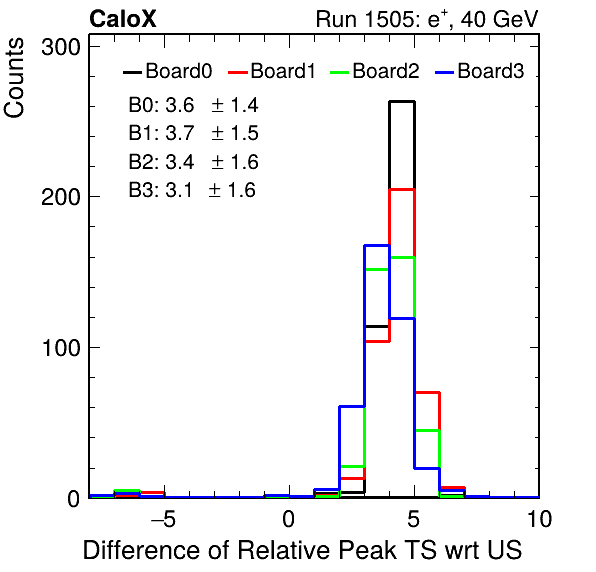 CaloX Run 1505: e⁺, 40 GeV
Counts
300
Board0 Board1 Board2 Board3
B0: 3.6 ± 1.4
B1: 3.7 ± 1.5
B2: 3.4 ± 1.6
B3: 3.1 ± 1.6
200
100
0
−5 0 5 10
Difference of Relative Peak TS wrt US